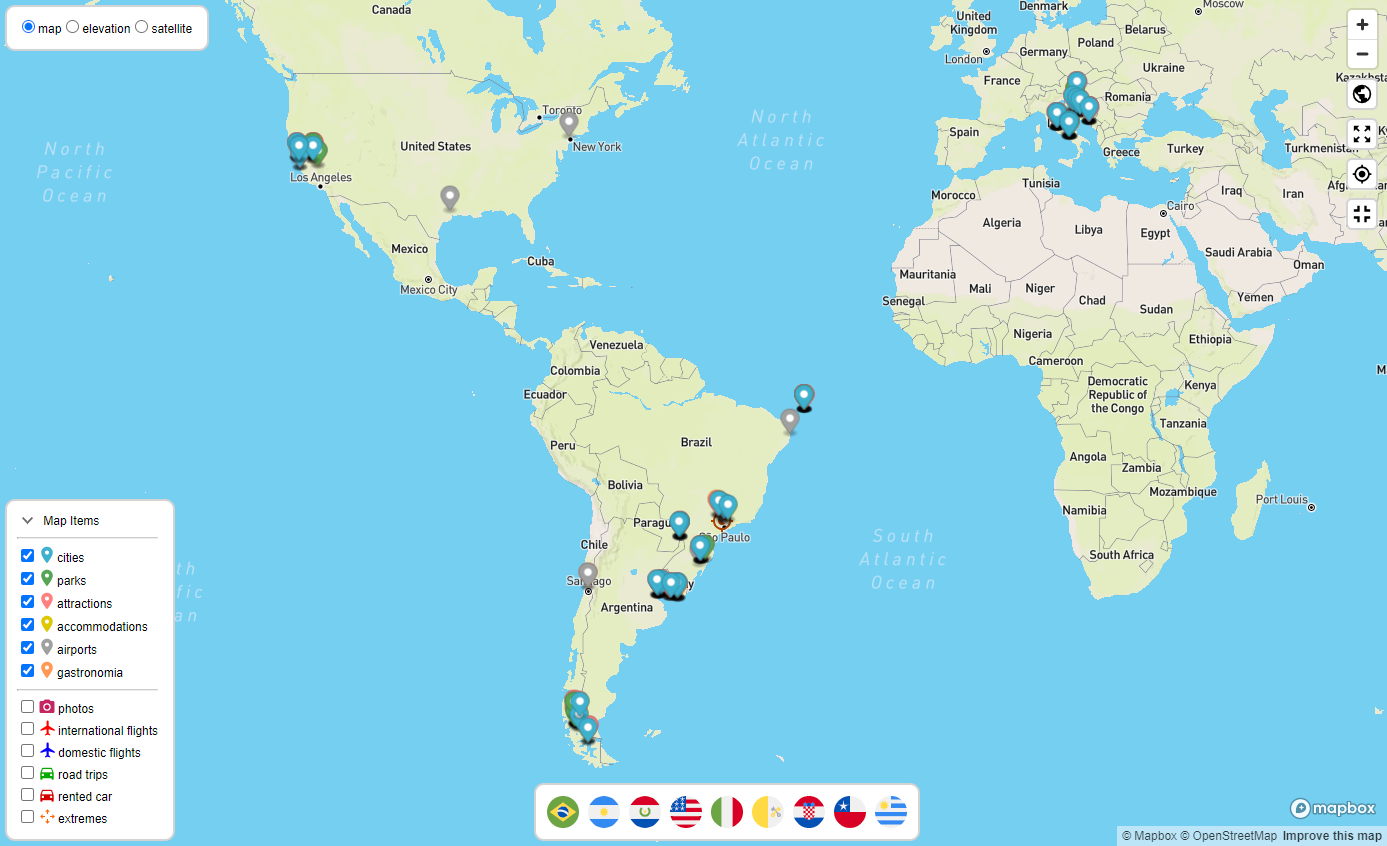 map elevation satellite
Canada
United
Kingdom
London
Denmark
Moscow
Belarus
Poland
Germany
Ukraine
France
Romania
Spain
Greece
Turkey
Turkmenistan
Toronto
New York
United States
Los Angeles
North
Pacific
Ocean
North
Atlantic
Ocean
Mexico
Mexico City
Cuba
Morocco
Tunisia
Algeria
Libya
Cairo
Egypt
Iraq
Iran
Saudi Arabia
Oman
Yemen
Mauritania
Mali
Niger
Chad
Sudan
Senegal
Nigeria
Cameroon
Ethiopia
Democratic
Republic of
the Congo
Kenya
Tanzania
Angola
Zambia
Mozambique
Namibia
South Africa
Port Louis
Venezuela
Colombia
Ecuador
Peru
Brazil
Bolivia
Paragu
Chile
Paulo
Argentina
South
Atlantic
Ocean
Map Items
cities
parks
attractions
accommodations
airports
gastronomia
photos
international flights
domestic flights
road trips
rented car
extremes
mapbox
© Mapbox © OpenStreetMap Improve this map